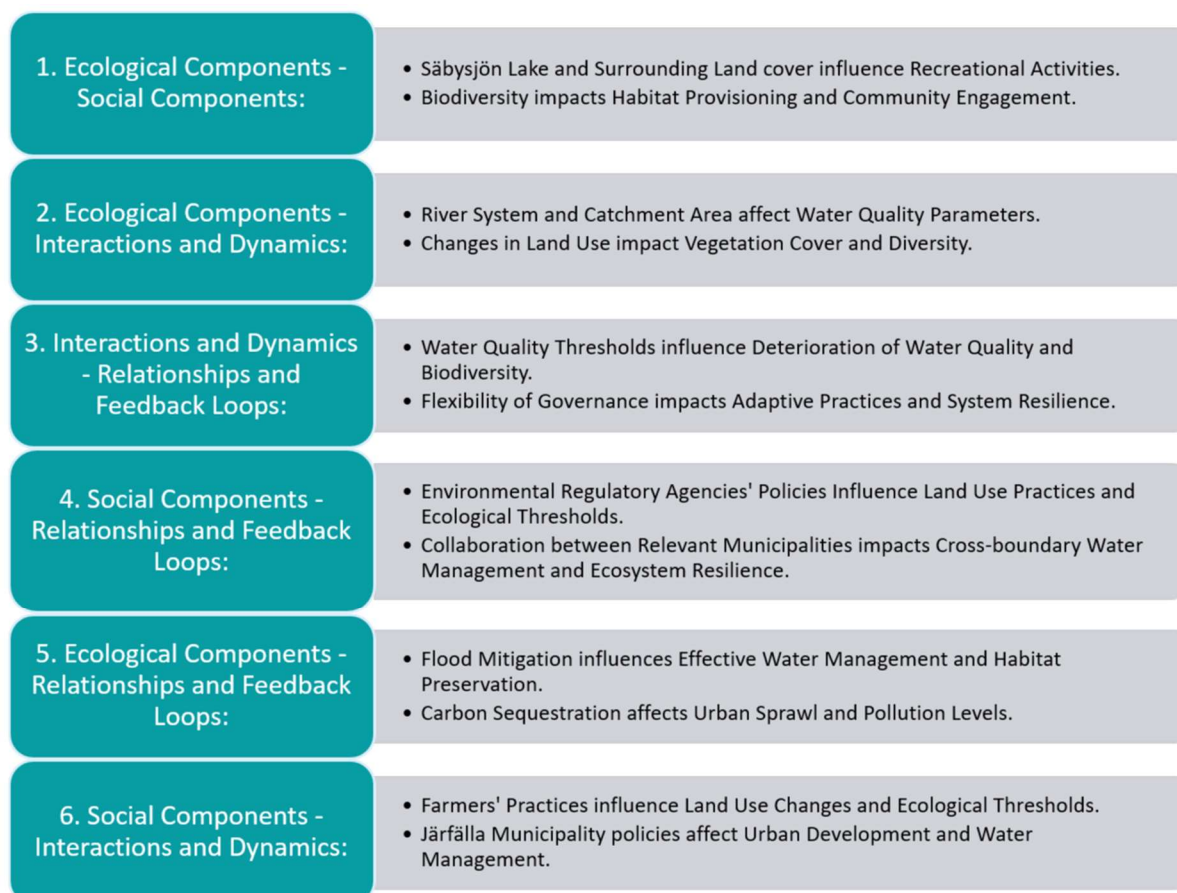 1. Ecological Components -
Social Components:
• Säbysjön Lake and Surrounding Land cover influence Recreational Activities.
• Biodiversity impacts Habitat Provisioning and Community Engagement.
2. Ecological Components -
Interactions and Dynamics:
• River System and Catchment Area affect Water Quality Parameters.
• Changes in Land Use impact Vegetation Cover and Diversity.
3. Interactions and Dynamics
- Relationships and
Feedback Loops:
• Water Quality Thresholds influence Deterioration of Water Quality and
Biodiversity.
• Flexibility of Governance impacts Adaptive Practices and System Resilience.
4. Social Components -
Relationships and Feedback
Loops:
• Environmental Regulatory Agencies' Policies Influence Land Use Practices and
Ecological Thresholds.
• Collaboration between Relevant Municipalities impacts Cross-boundary Water
Management and Ecosystem Resilience.
5. Ecological Components -
Relationships and Feedback
Loops:
• Flood Mitigation influences Effective Water Management and Habitat
Preservation.
• Carbon Sequestration affects Urban Sprawl and Pollution Levels.
6. Social Components -
Interactions and Dynamics:
• Farmers' Practices influence Land Use Changes and Ecological Thresholds.
• Järfälla Municipality policies affect Urban Development and Water
Management.